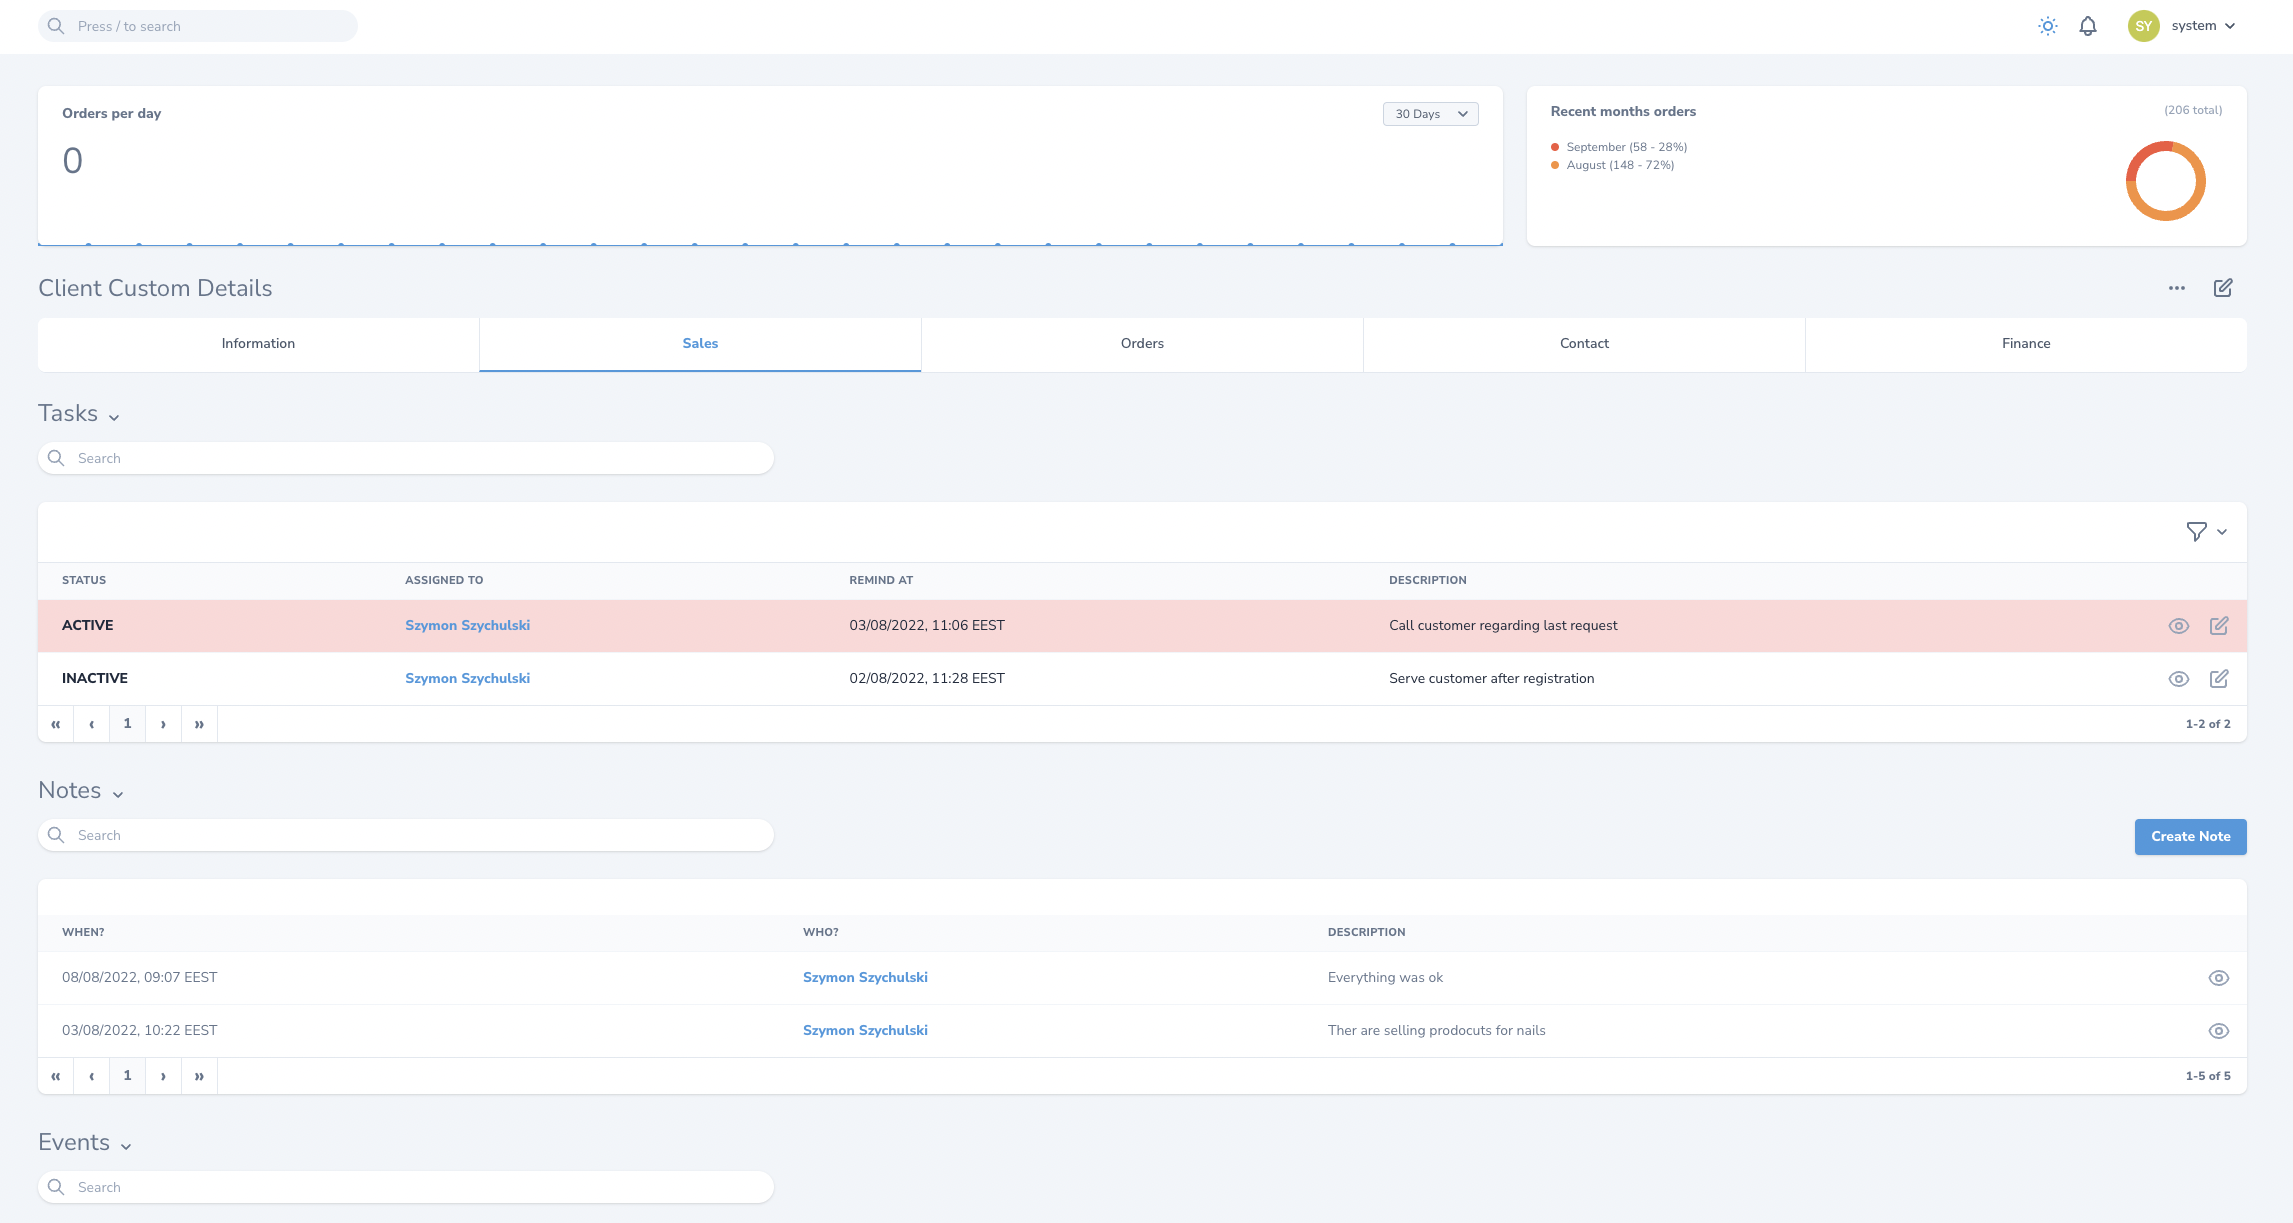 Press / to search
SY system
Orders per day
30 Days
0
Recent months orders
(206 total)
September (58 - 28%)
August (148 - 72%)
Client Custom Details
Information Sales Orders Contact Finance
Tasks
Search
STATUS ASSIGNED TO REMIND AT DESCRIPTION
ACTIVE Szymon Szychulski 03/08/2022, 11:06 EEST Call customer regarding last request
INACTIVE Szymon Szychulski 02/08/2022, 11:28 EEST Serve customer after registration
« ‹ 1 › » 1-2 of 2
Notes
Search
Create Note
WHEN? WHO? DESCRIPTION
08/08/2022, 09:07 EEST Szymon Szychulski Everything was ok
03/08/2022, 10:22 EEST Szymon Szychulski Ther are selling prodocuts for nails
« ‹ 1 › » 1-5 of 5
Events
Search